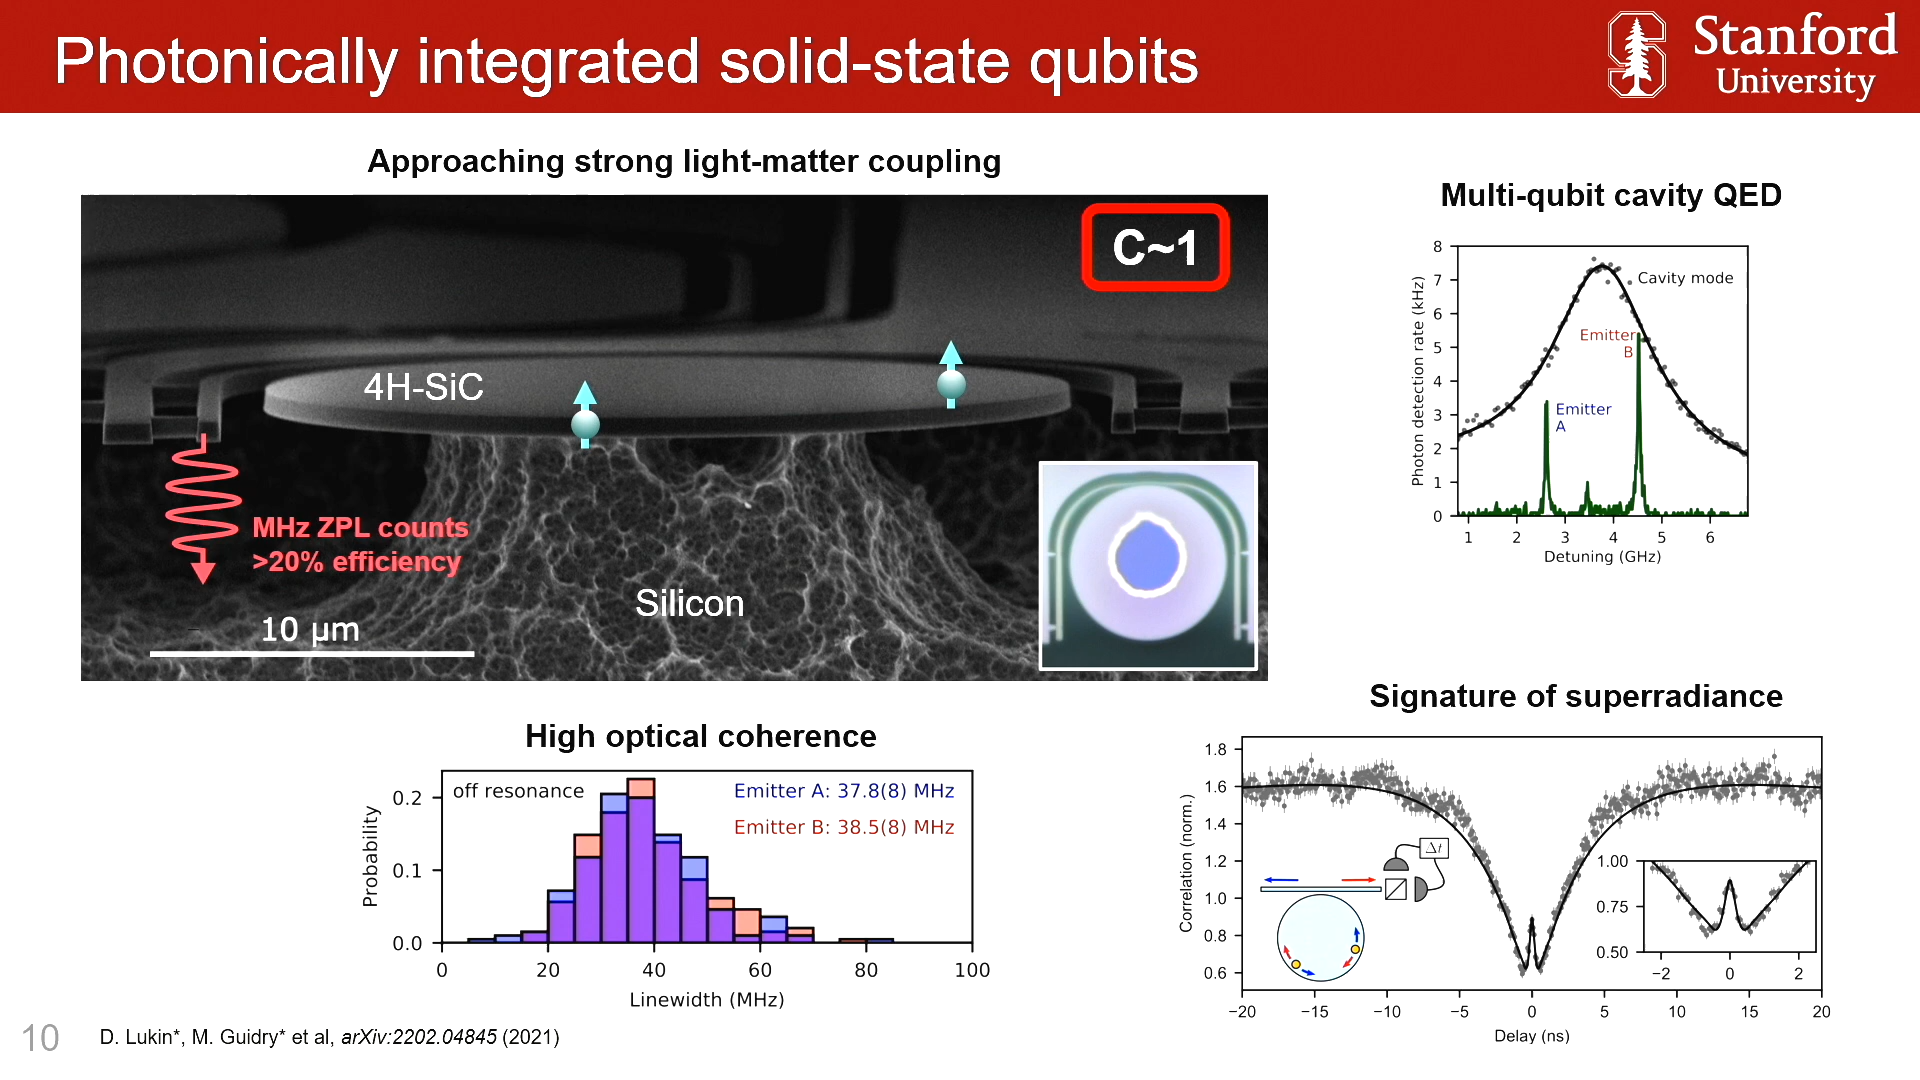 Photonically integrated solid-state qubits
Stanford
University
Approaching strong light-matter coupling
C~1
4H-SiC
MHz ZPL counts
>20% efficiency
Silicon
10 µm
Multi-qubit cavity QED
8
7
6
5
4
3
2
1
0
Photon detection rate (kHz)
Cavity mode
Emitter
B
Emitter
A
1 2 3 4 5 6
Detuning (GHz)
High optical coherence
off resonance
Emitter A: 37.8(8) MHz
Emitter B: 38.5(8) MHz
0.2
0.1
0.0
Probability
0 20 40 60 80 100
Linewidth (MHz)
Signature of superradiance
1.8
1.6
1.4
1.2
1.0
0.8
0.6
Correlation (norm.)
Δt
1.00
0.75
0.50
−2 0 2
−20 −15 −10 −5 0 5 10 15 20
Delay (ns)
10
D. Lukin*, M. Guidry* et al, arXiv:2202.04845 (2021)